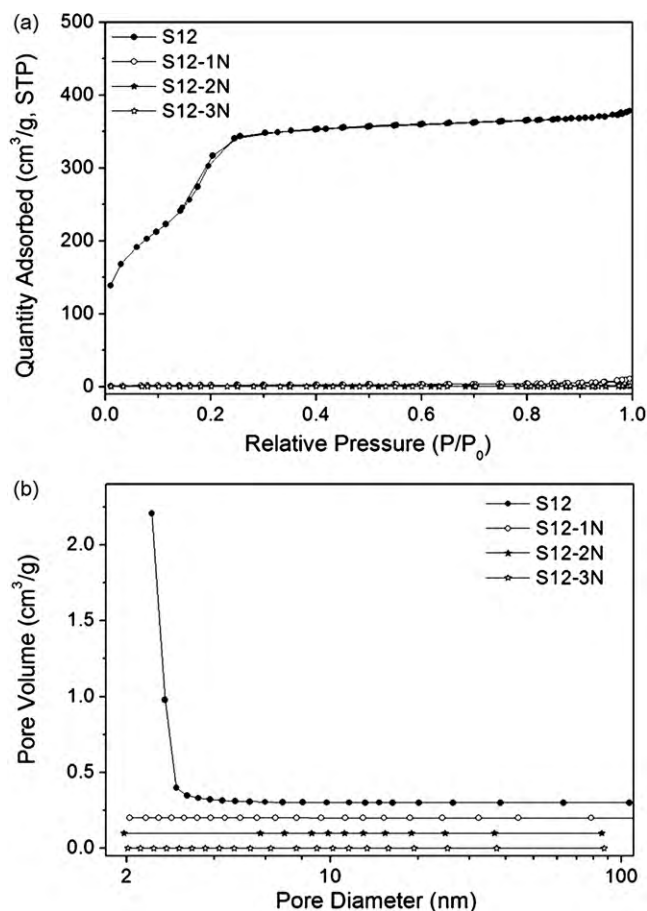 (a)
500
400
300
200
100
0
Quantity Adsorbed (cm³/g, STP)
S12
S12-1N
S12-2N
S12-3N
0.0 0.2 0.4 0.6 0.8 1.0
Relative Pressure (P/P₀)
(b)
2.0
1.5
1.0
0.5
0.0
Pore Volume (cm³/g)
S12
S12-1N
S12-2N
S12-3N
2 10 100
Pore Diameter (nm)